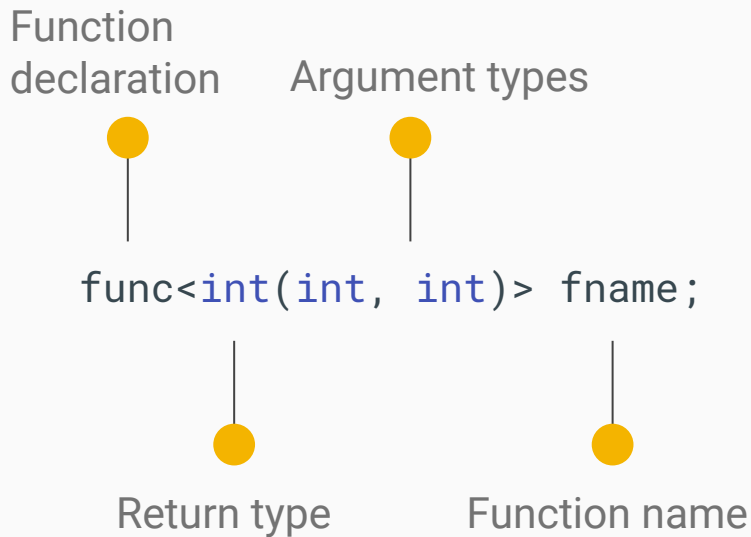 Function
declaration
Argument types
func<int(int, int)> fname;
Return type
Function name